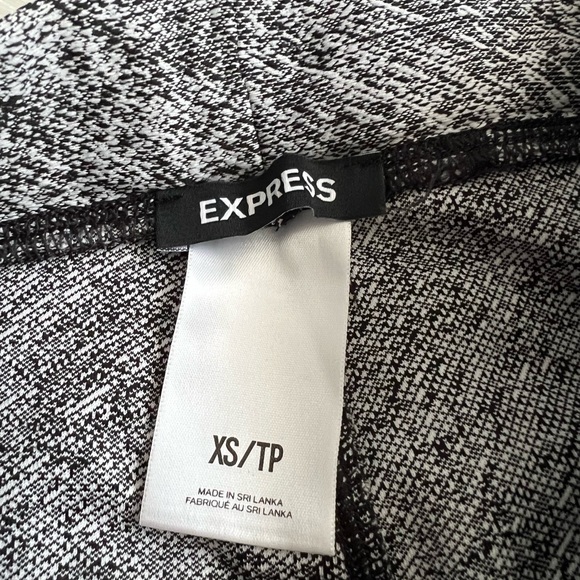 EXPRESS
XS/TP
MADE IN SRI LANKA
FABRIQUÉ AU SRI LANKA